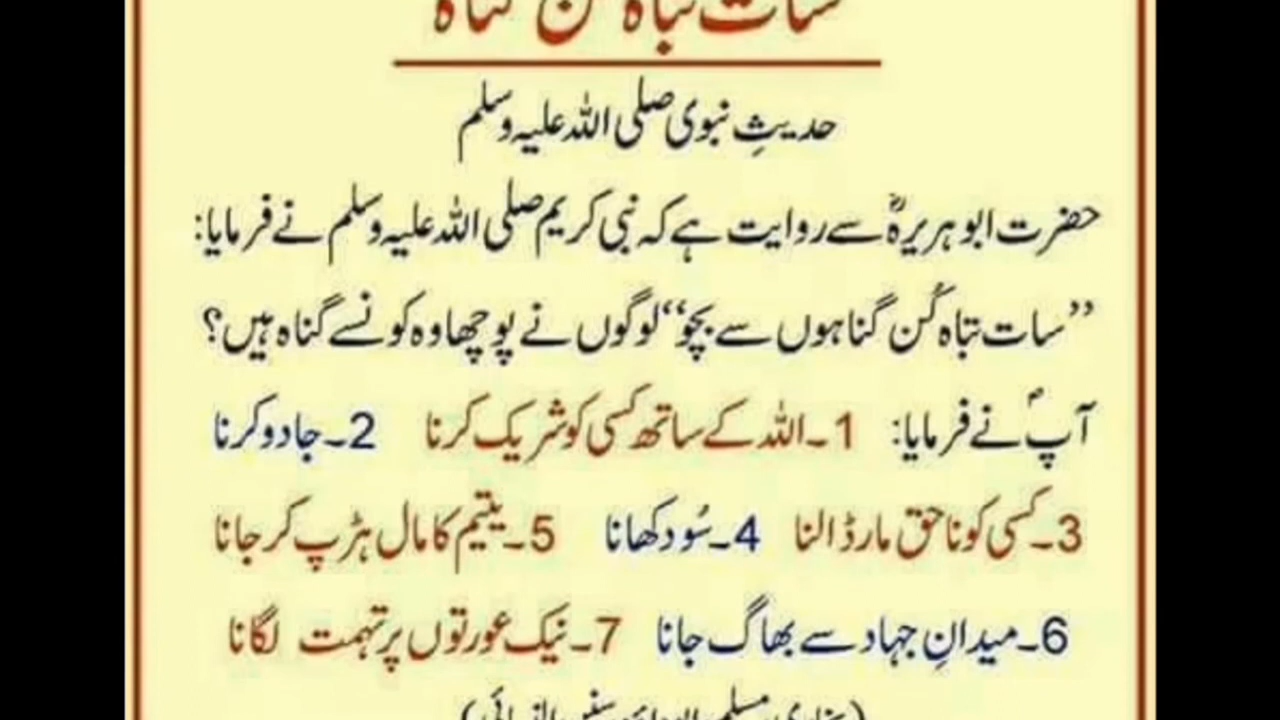 سات تباہ کن گناہ
حدیثِ نبوی صلی اللہ علیہ وسلم
حضرت ابو ہریرہؓ سے روایت ہے کہ نبی کریم صلی اللہ علیہ وسلم نے فرمایا:
”سات تباہ کُن گناہوں سے بچو“ لوگوں نے پوچھا وہ کونسے گناہ ہیں؟
آپؐ نے فرمایا: 1۔اللہ کے ساتھ کسی کو شریک کرنا 2۔جادو کرنا
3۔کسی کو ناحق مار ڈالنا 4۔سُود کھانا 5۔یتیم کا مال ہڑپ کر جانا
6۔میدانِ جہاد سے بھاگ جانا 7۔نیک عورتوں پر تہمت لگانا